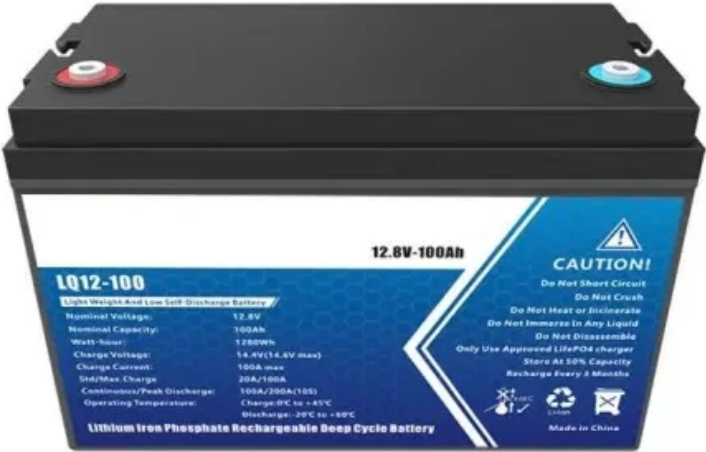 12.8V-100Ah
LQ12-100
Light Weight And Low Self-Discharge Battery
Nominal Voltage: 12.8V
Nominal Capacity: 100Ah
Watt-hour: 1280Wh
Charge Voltage: 14.4V(14.6V max)
Charge Current: 100A max
Std/Max.Charge 20A/100A
Continuous/Peak Discharge: 100A/200A(10S)
Operating Temperature: Charge:0℃ to +45℃
Discharge:-20℃ to +60℃
Lithium Iron Phosphate Rechargeable Deep Cycle Battery
CAUTION!
Do Not Short Circuit
Do Not Crush
Do Not Heat or Incinerate
Do Not Immerse In Any Liquid
Do Not Disassemble
Only Use Approved LifePO4 charger
Store At 50% Capacity
Recharge Every 3 Months
Li-ion
Made in China